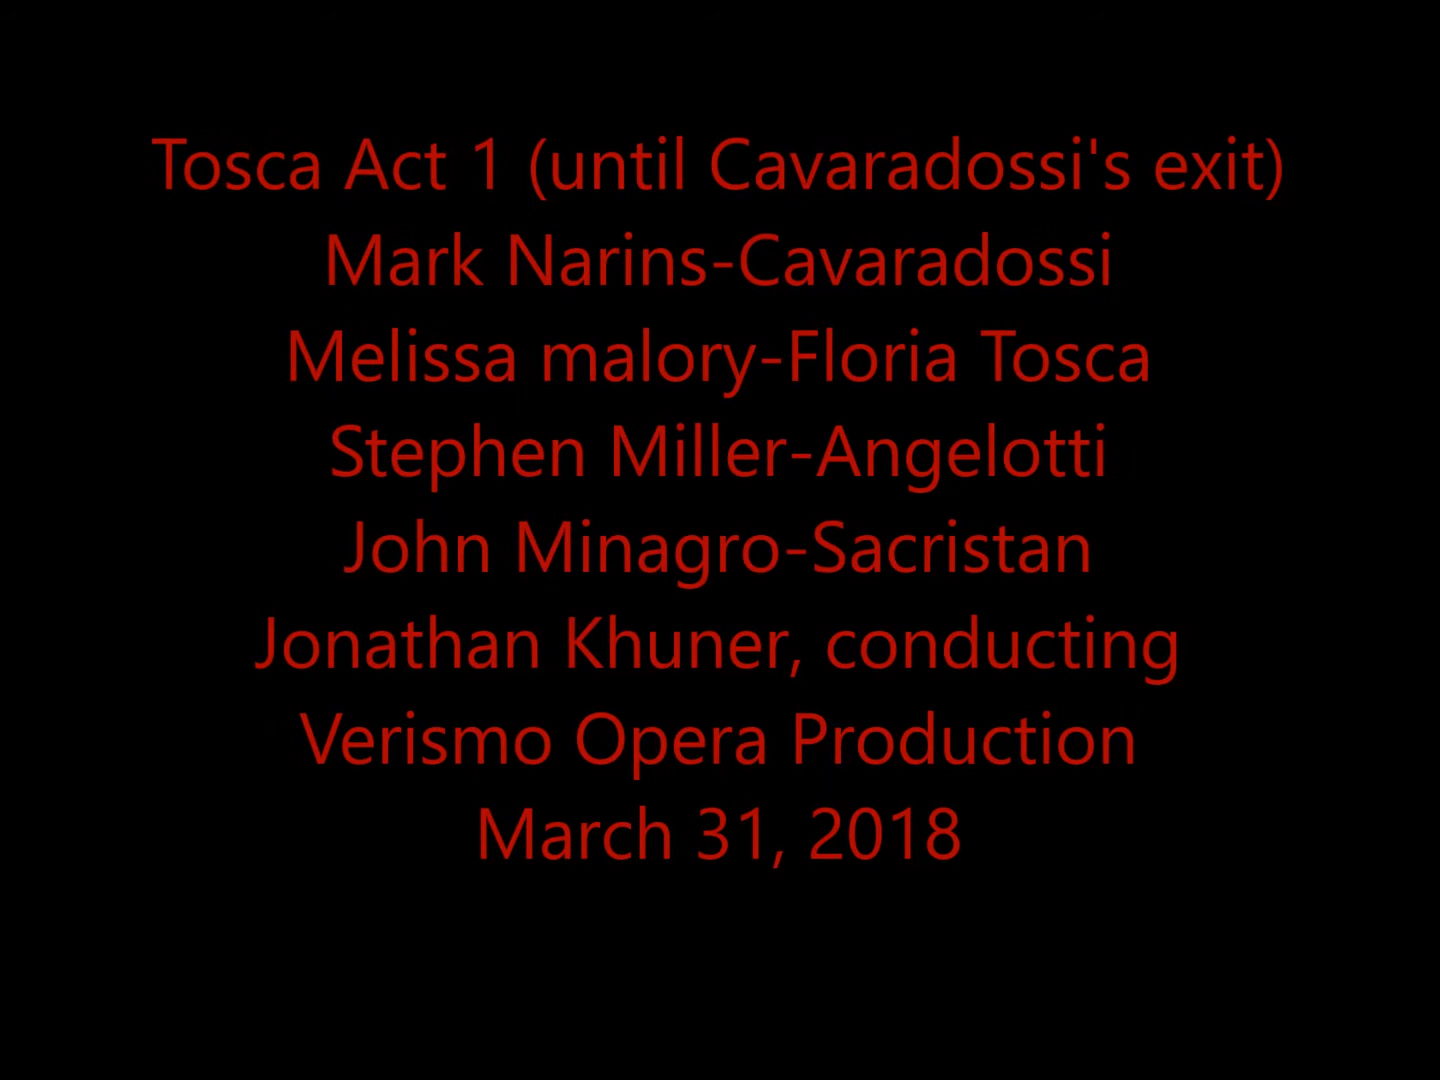 Tosca Act 1 (until Cavaradossi's exit)
Mark Narins-Cavaradossi
Melissa malory-Floria Tosca
Stephen Miller-Angelotti
John Minagro-Sacristan
Jonathan Khuner, conducting
Verismo Opera Production
March 31, 2018